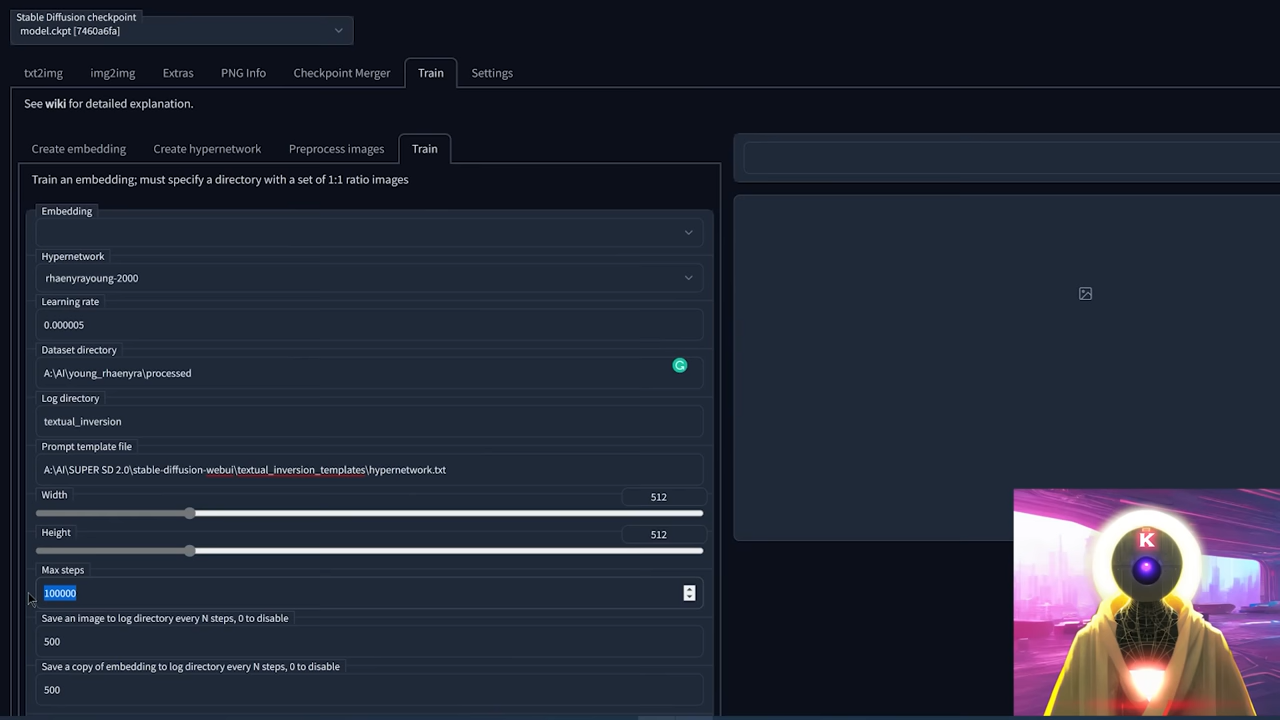 Stable Diffusion checkpoint
model.ckpt [7460a6fa]
txt2img img2img Extras PNG Info Checkpoint Merger Train Settings
See wiki for detailed explanation.
Create embedding Create hypernetwork Preprocess images Train
Train an embedding; must specify a directory with a set of 1:1 ratio images
Embedding
Hypernetwork
rhaenyrayoung-2000
Learning rate
0.000005
Dataset directory
A:\AI\young_rhaenyra\processed
Log directory
textual_inversion
Prompt template file
A:\AI\SUPER SD 2.0\stable-diffusion-webui\textual_inversion_templates\hypernetwork.txt
Width 512
Height 512
Max steps
100000
Save an image to log directory every N steps, 0 to disable
500
Save a copy of embedding to log directory every N steps, 0 to disable
500
K